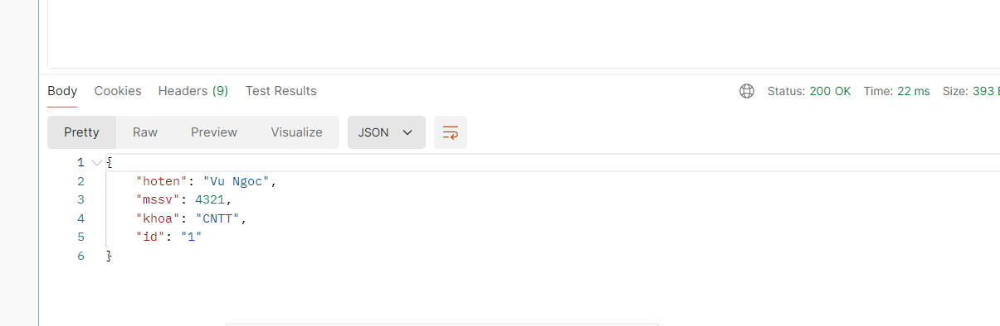 Body Cookies Headers (9) Test Results Status: 200 OK Time: 22 ms Size: 393
Pretty Raw Preview Visualize JSON
1 {
2 "hoten": "Vu Ngoc",
3 "mssv": 4321,
4 "khoa": "CNTT",
5 "id": "1"
6 }